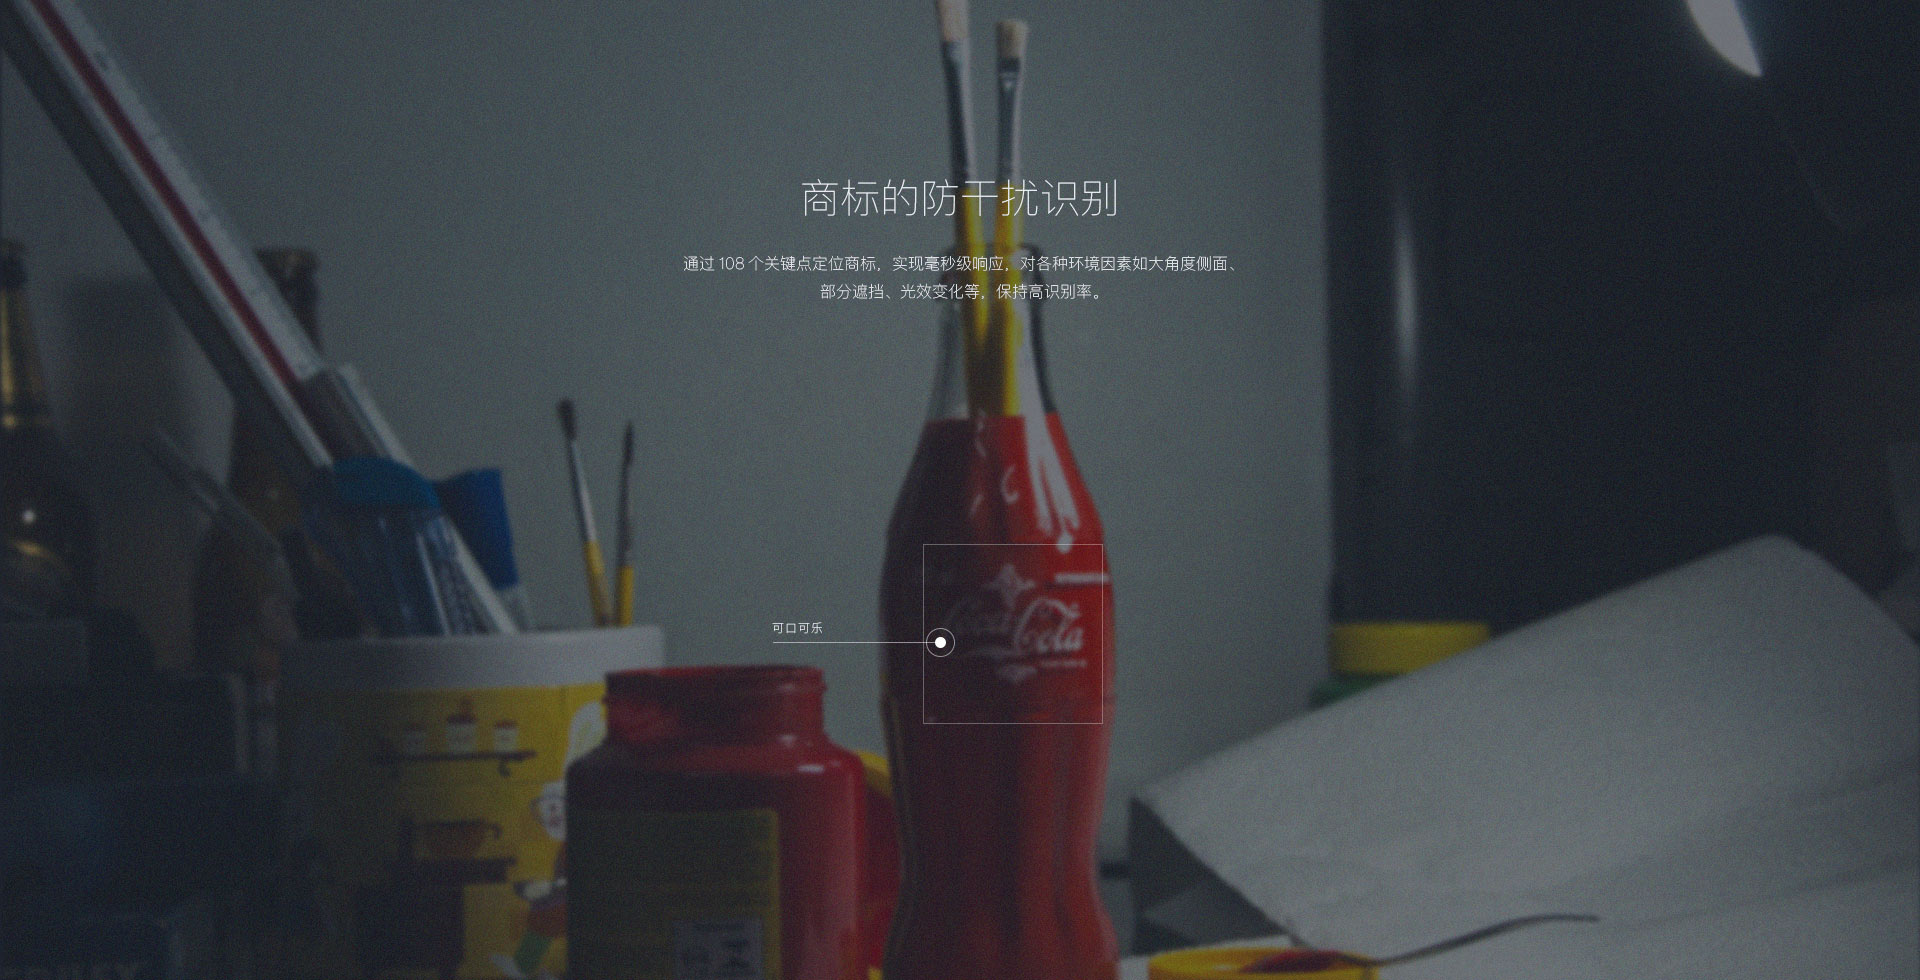 商标的防干扰识别
通过 108 个关键点定位商标，实现毫秒级响应，对各种环境因素如大角度侧面、
部分遮挡、光效变化等，保持高识别率。
可口可乐
Coca-Cola